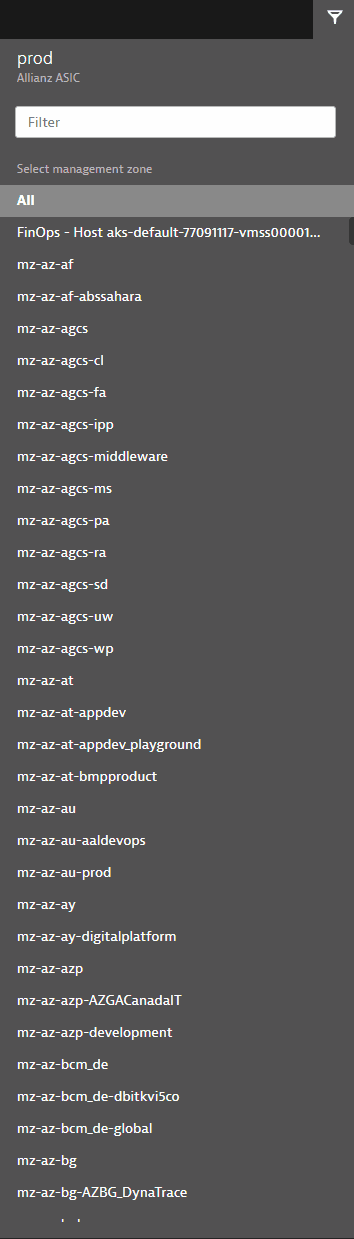 prod
Allianz ASIC
Filter
Select management zone
All
FinOps - Host aks-default-77091117-vmss00001...
mz-az-af
mz-az-af-abssahara
mz-az-agcs
mz-az-agcs-cl
mz-az-agcs-fa
mz-az-agcs-ipp
mz-az-agcs-middleware
mz-az-agcs-ms
mz-az-agcs-pa
mz-az-agcs-ra
mz-az-agcs-sd
mz-az-agcs-uw
mz-az-agcs-wp
mz-az-at
mz-az-at-appdev
mz-az-at-appdev_playground
mz-az-at-bmpproduct
mz-az-au
mz-az-au-aaldevops
mz-az-au-prod
mz-az-ay
mz-az-ay-digitalplatform
mz-az-azp
mz-az-azp-AZGACanadaIT
mz-az-azp-development
mz-az-bcm_de
mz-az-bcm_de-dbitkvi5co
mz-az-bcm_de-global
mz-az-bg
mz-az-bg-AZBG_DynaTrace